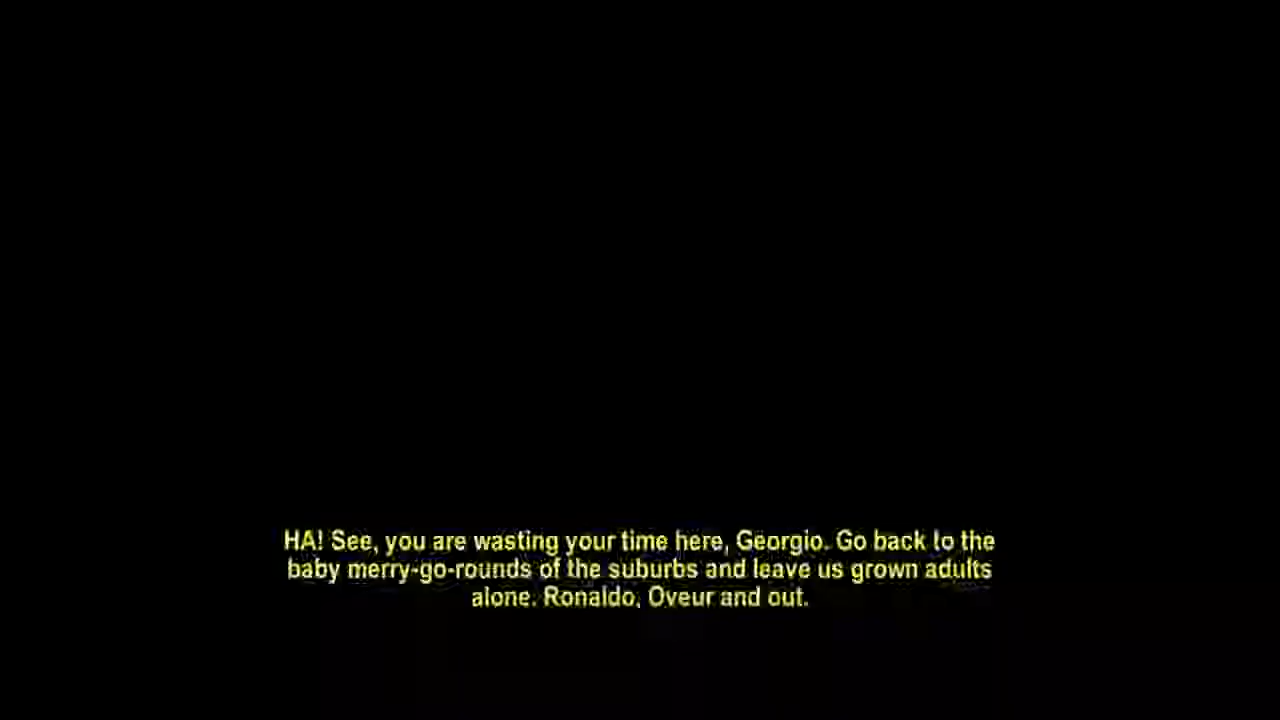 HA! See, you are wasting your time here, Georgio. Go back to the
baby merry-go-rounds of the suburbs and leave us grown adults
alone. Ronaldo, Oveur and out.